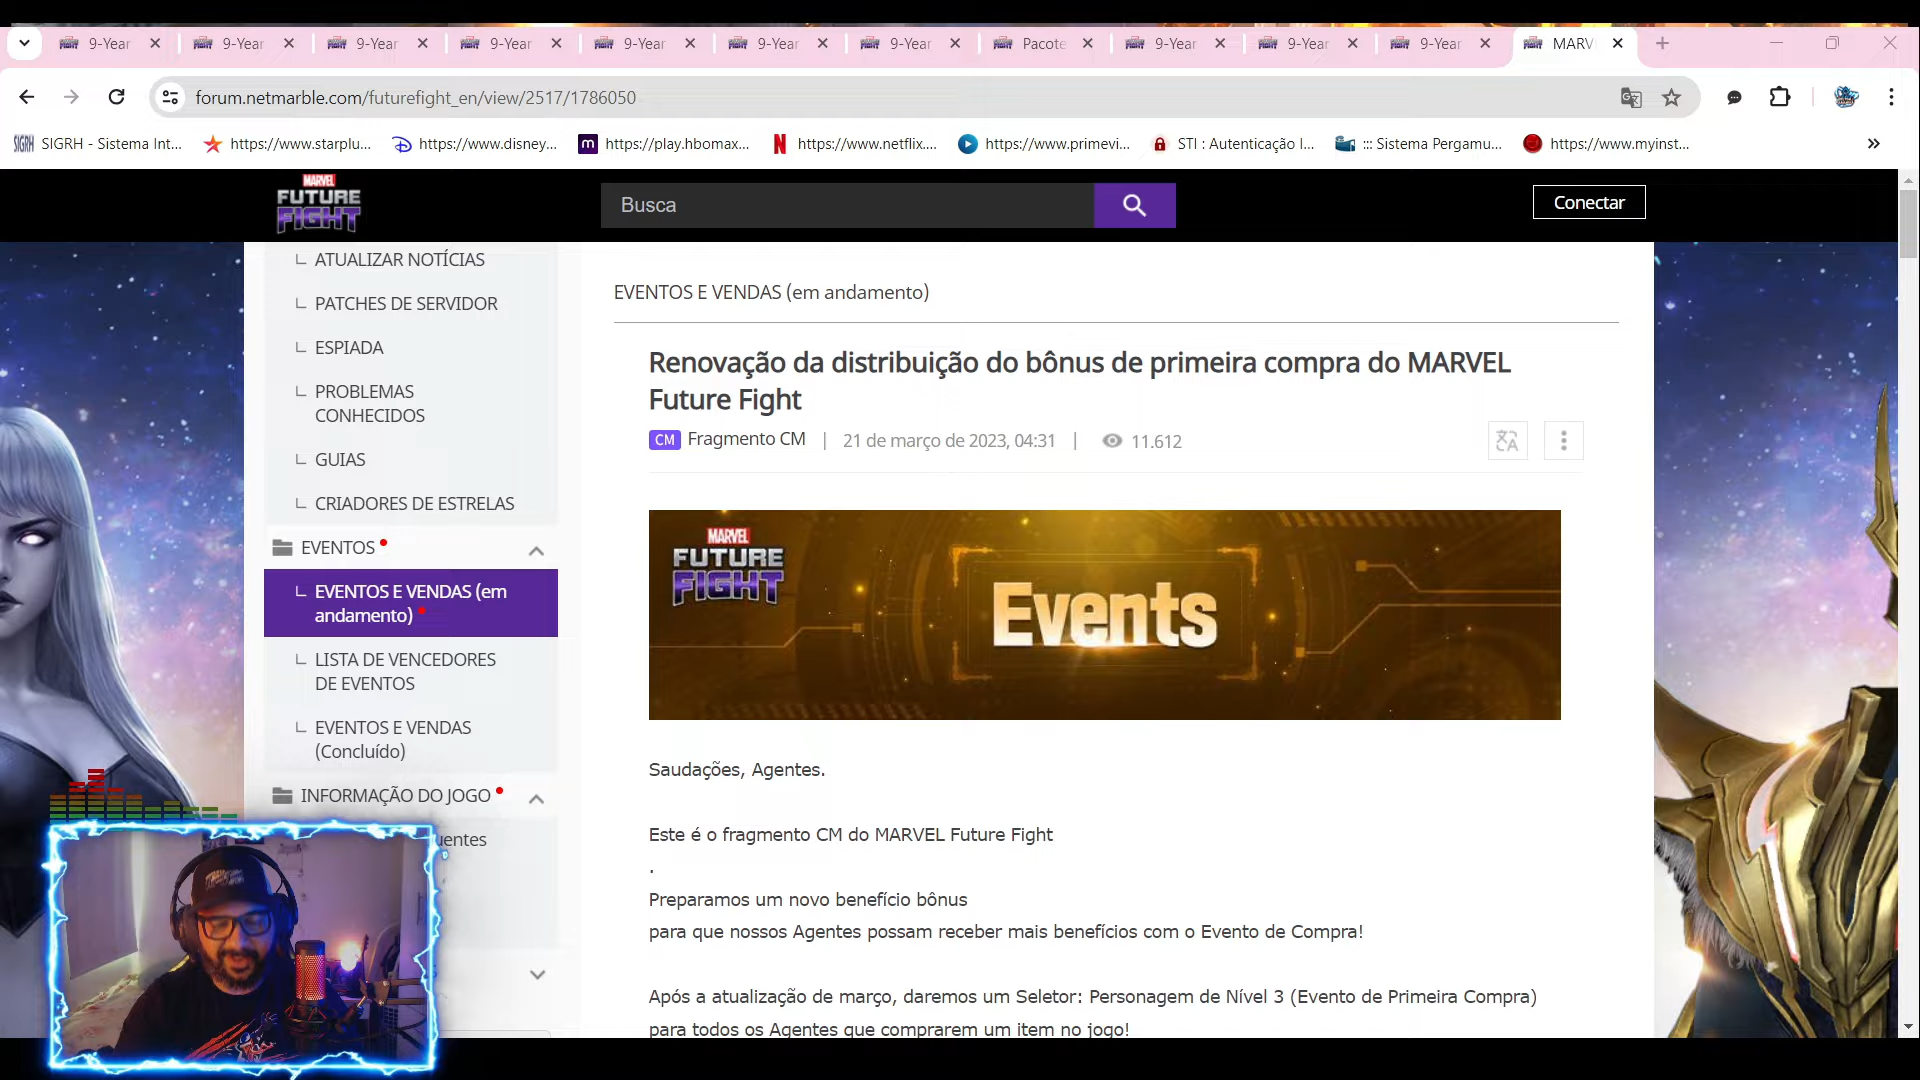 9-Year
9-Year
9-Year
9-Year
9-Year
9-Year
9-Year
Pacote
9-Year
9-Year
9-Year
MARV
forum.netmarble.com/futurefight_en/view/2517/1786050
SIGRH - Sistema Int...
https://www.starplu...
https://www.disney...
https://play.hbomax...
https://www.netflix....
https://www.primevi...
STI : Autenticação I...
::: Sistema Pergamu...
https://www.myinst...
MARVEL
FUTURE
FIGHT
Busca
Conectar
ATUALIZAR NOTÍCIAS
PATCHES DE SERVIDOR
ESPIADA
PROBLEMAS
CONHECIDOS
GUIAS
CRIADORES DE ESTRELAS
EVENTOS
EVENTOS E VENDAS (em
andamento)
LISTA DE VENCEDORES
DE EVENTOS
EVENTOS E VENDAS
(Concluído)
INFORMAÇÃO DO JOGO
uentes
EVENTOS E VENDAS (em andamento)
Renovação da distribuição do bônus de primeira compra do MARVEL
Future Fight
CM Fragmento CM | 21 de março de 2023, 04:31 | 11.612
MARVEL
FUTURE
FIGHT
Events
Saudações, Agentes.
Este é o fragmento CM do MARVEL Future Fight
.
Preparamos um novo benefício bônus
para que nossos Agentes possam receber mais benefícios com o Evento de Compra!
Após a atualização de março, daremos um Seletor: Personagem de Nível 3 (Evento de Primeira Compra)
para todos os Agentes que comprarem um item no jogo!